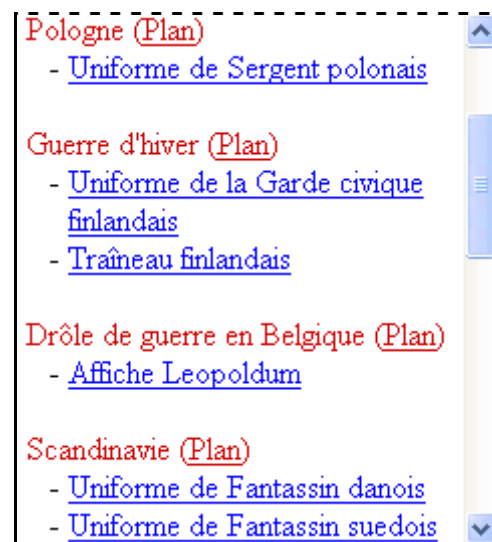 Pologne (Plan)
- Uniforme de Sergent polonais
Guerre d'hiver (Plan)
- Uniforme de la Garde civique
finlandais
- Traîneau finlandais
Drôle de guerre en Belgique (Plan)
- Affiche Leopoldum
Scandinavie (Plan)
- Uniforme de Fantassin danois
- Uniforme de Fantassin suedois